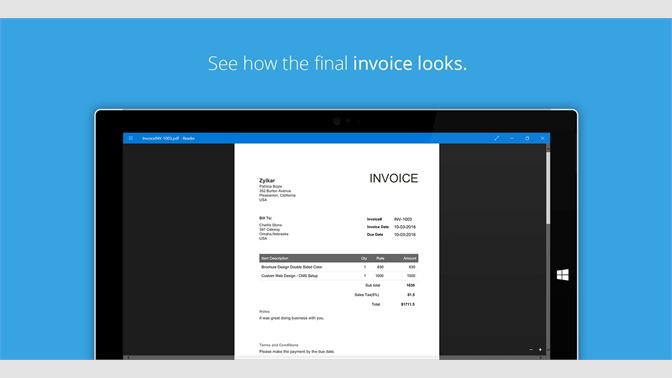 See how the final invoice looks.
InvoiceINV-1003.pdf - Reader
Zylkar
INVOICE
Patricia Boyle
352 Burton Avenue
Pleasanton, California
USA
Bill To:
Charlie Stone
387 Oakway
Omaha,Nebraska
USA
Invoice# INV-1003
Invoice Date 10-03-2016
Due Date 10-03-2016
Item Description Qty Rate Amount
Brochure Design Double Sided Color 1 630 630
Custom Web Design - CMS Setup 1 1000 1000
Sub total 1630
Sales Tax(5%) 81.5
Total $1711.5
Notes
It was great doing business with you.
Terms and Conditions
Please make the payment by the due date.